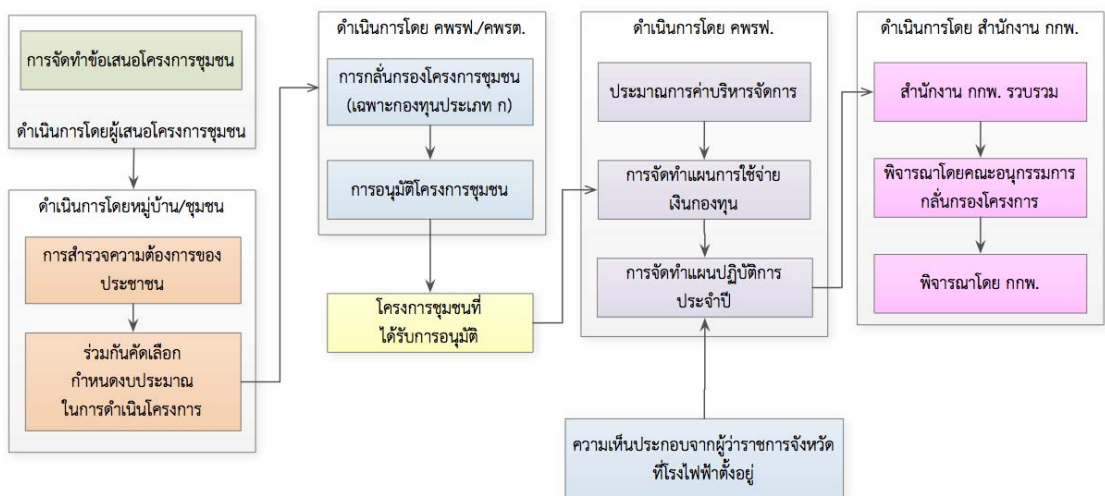 การจัดทำข้อเสนอโครงการชุมชน
ดำเนินการโดยผู้เสนอโครงการชุมชน
ดำเนินการโดยหมู่บ้าน/ชุมชน
การสำรวจความต้องการของ
ประชาชน
ร่วมกันคัดเลือก
กำหนดงบประมาณ
ในการดำเนินโครงการ
ดำเนินการโดย คพรฟ./คพรต.
การกลั่นกรองโครงการชุมชน
(เฉพาะกองทุนประเภท ก)
การอนุมัติโครงการชุมชน
โครงการชุมชนที่
ได้รับการอนุมัติ
ดำเนินการโดย คพรฟ.
ประมาณการค่าบริหารจัดการ
การจัดทำแผนการใช้จ่าย
เงินกองทุน
การจัดทำแผนปฏิบัติการ
ประจำปี
ความเห็นประกอบจากผู้ว่าราชการจังหวัด
ที่โรงไฟฟ้าตั้งอยู่
ดำเนินการโดย สำนักงาน กกพ.
สำนักงาน กกพ. รวบรวม
พิจารณาโดยคณะอนุกรรมการ
กลั่นกรองโครงการ
พิจารณาโดย กกพ.